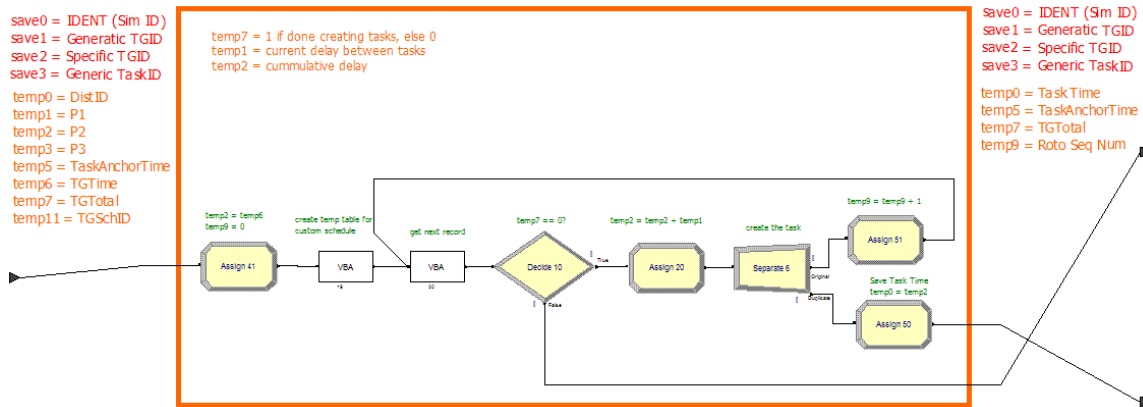 save0 = IDENT (Sim ID)
save1 = Generatic TGID
save2 = Specific TGID
save3 = Generic TaskID
temp0 = DistID
temp1 = P1
temp2 = P2
temp3 = P3
temp5 = TaskAnchorTime
temp6 = TGTime
temp7 = TGTotal
temp11 = TGSchID
temp7 = 1 if done creating tasks, else 0
temp1 = current delay between tasks
temp2 = cummulative delay
temp2 = temp6
temp9 = 0
Assign 41
create temp table for
custom schedule
VBA
get next record
VBA
temp7 == 0?
Decide 10
True
False
temp2 = temp2 + temp1
Assign 20
create the task
Separate 6
Original
Duplicate
temp9 = temp9 + 1
Assign 51
Save Task Time
temp0 = temp2
Assign 50
save0 = IDENT (Sim ID)
save1 = Generatic TGID
save2 = Specific TGID
save3 = Generic TaskID
temp0 = TaskTime
temp5 = TaskAnchorTime
temp7 = TGTotal
temp9 = Roto Seq Num